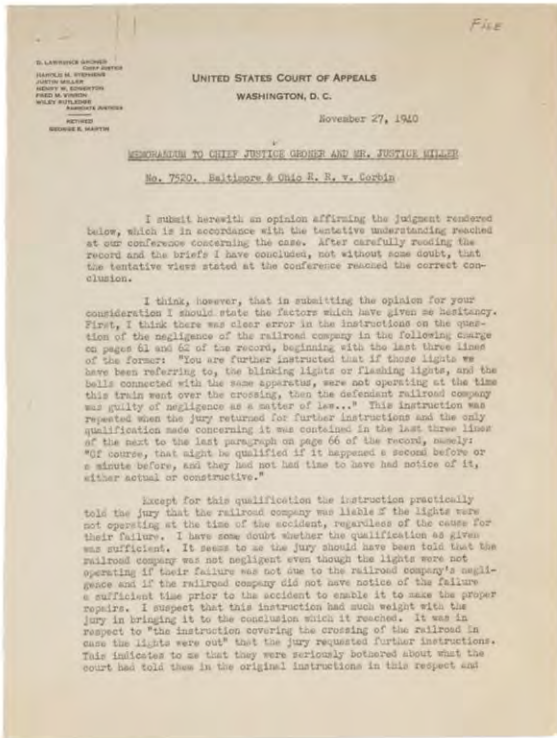 FILE
D. LAWRENCE GRONER
CHIEF JUSTICE
HAROLD M. STEPHENS
JUSTIN MILLER
HENRY W. EDGERTON
FRED M. VINSON
WILEY RUTLEDGE
ASSOCIATE JUSTICES
RETIRED
GEORGE E. MARTIN
UNITED STATES COURT OF APPEALS
WASHINGTON, D. C.
November 27, 1940
MEMORANDUM TO CHIEF JUSTICE GRONER AND MR. JUSTICE MILLER
No. 7520. Baltimore & Ohio R. R. v. Corbin
I submit herewith an opinion affirming the judgment rendered
below, which is in accordance with the tentative understanding reached
at our conference concerning the case. After carefully reading the
record and the briefs I have concluded, not without some doubt, that
the tentative views stated at the conference reached the correct con-
clusion.
I think, however, that in submitting the opinion for your
consideration I should state the factors which have given me hesitancy.
First, I think there was clear error in the instructions on the ques-
tion of the negligence of the railroad company in the following charge
on pages 61 and 62 of the record, beginning with the last three lines
of the former: "You are further instructed that if those lights we
have been referring to, the blinking lights or flashing lights, and the
bells connected with the same apparatus, were not operating at the time
this train went over the crossing, then the defendant railroad company
was guilty of negligence as a matter of law..." This instruction was
repeated when the jury returned for further instructions and the only
qualification made concerning it was contained in the last three lines
of the next to the last paragraph on page 66 of the record, namely:
"Of course, that might be qualified if it happened a second before or
a minute before, and they had not had time to have had notice of it,
either actual or constructive."
Except for this qualification the instruction practically
told the jury that the railroad company was liable if the lights were
not operating at the time of the accident, regardless of the cause for
their failure. I have some doubt whether the qualification as given
was sufficient. It seems to me the jury should have been told that the
railroad company was not negligent even though the lights were not
operating if their failure was not due to the railroad company's negli-
gence and if the railroad company did not have notice of the failure
a sufficient time prior to the accident to enable it to make the proper
repairs. I suspect that this instruction had much weight with the
jury in bringing it to the conclusion which it reached. It was in
respect to "the instruction covering the crossing of the railroad in
case the lights were out" that the jury requested further instructions.
This indicates to me that they were seriously bothered about what the
court had told them in the original instructions in this respect and